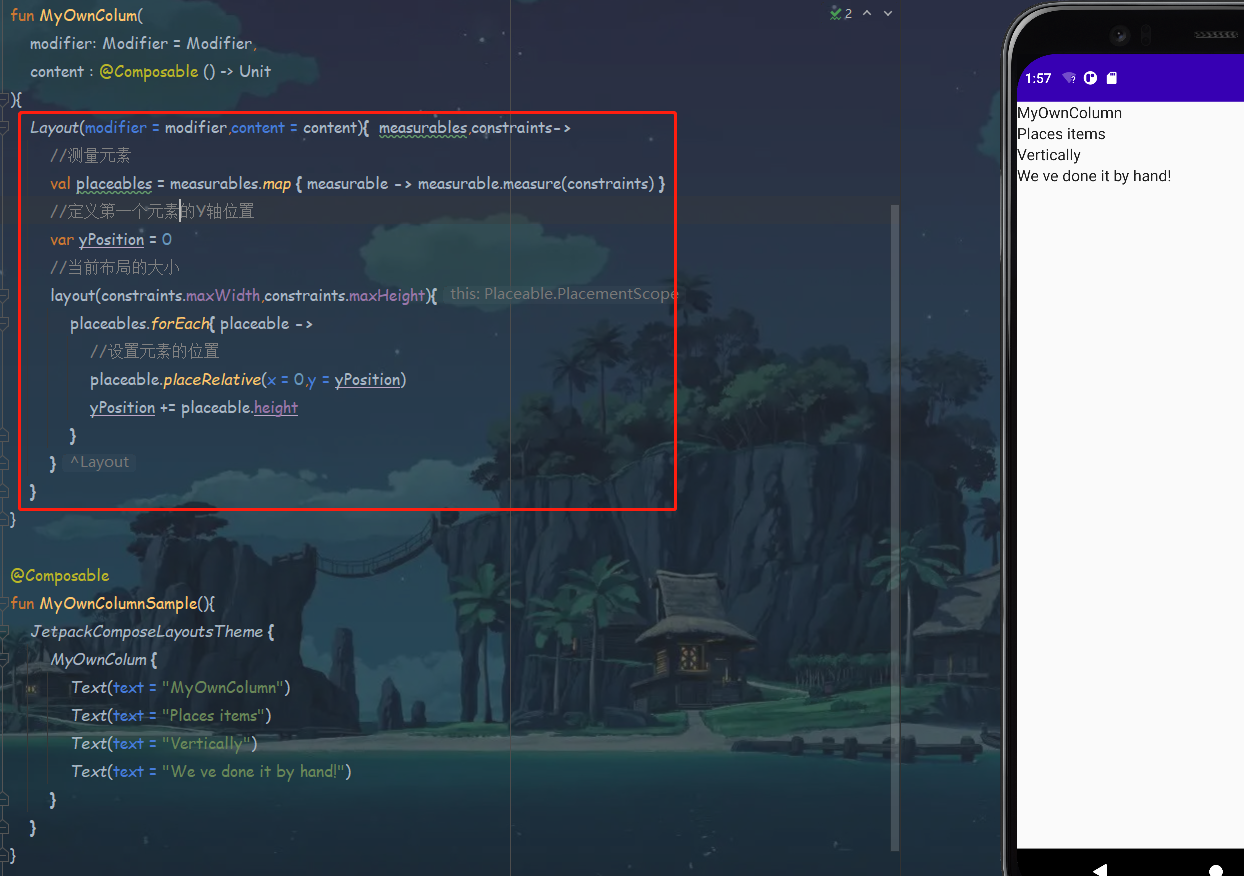 fun MyOwnColum(
modifier: Modifier = Modifier,
content : @Composable () -> Unit
){
Layout(modifier = modifier,content = content){ measurables,constraints->
//测量元素
val placeables = measurables.map { measurable -> measurable.measure(constraints) }
//定义第一个元素的Y轴位置
var yPosition = 0
//当前布局的大小
layout(constraints.maxWidth,constraints.maxHeight){ this: Placeable.PlacementScope
placeables.forEach{ placeable ->
//设置元素的位置
placeable.placeRelative(x = 0,y = yPosition)
yPosition += placeable.height
}
} ^Layout
}
}
@Composable
fun MyOwnColumnSample(){
JetpackComposeLayoutsTheme {
MyOwnColum {
Text(text = "MyOwnColumn")
Text(text = "Places items")
Text(text = "Vertically")
Text(text = "We ve done it by hand!")
}
}
}
2
1:57
MyOwnColumn
Places items
Vertically
We ve done it by hand!